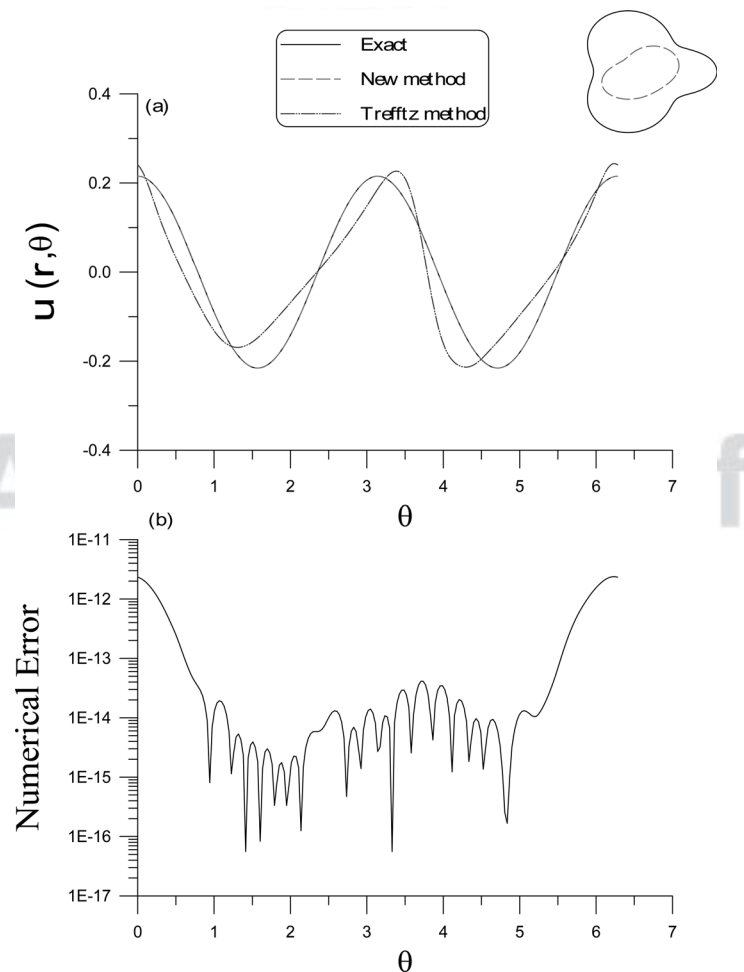 Exact
New method
Trefftz method
(a)
u (r,θ)
0.4
0.2
0.0
-0.2
-0.4
0 1 2 3 4 5 6 7
θ
(b)
Numerical Error
1E-11
1E-12
1E-13
1E-14
1E-15
1E-16
1E-17
0 1 2 3 4 5 6 7
θ